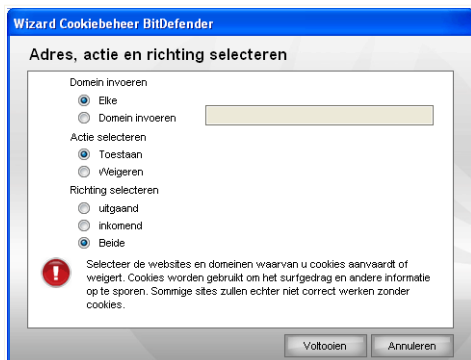 Wizard Cookiebeheer BitDefender
Adres, actie en richting selecteren
Domein invoeren
Elke
Domein invoeren
Actie selecteren
Toestaan
Weigeren
Richting selecteren
uitgaand
inkomend
Beide
Selecteer de websites en domeinen waarvan u cookies aanvaardt of
weigert. Cookies worden gebruikt om het surfgedrag en andere informatie
op te sporen. Sommige sites zullen echter niet correct werken zonder
cookies.
Voltooien
Annuleren